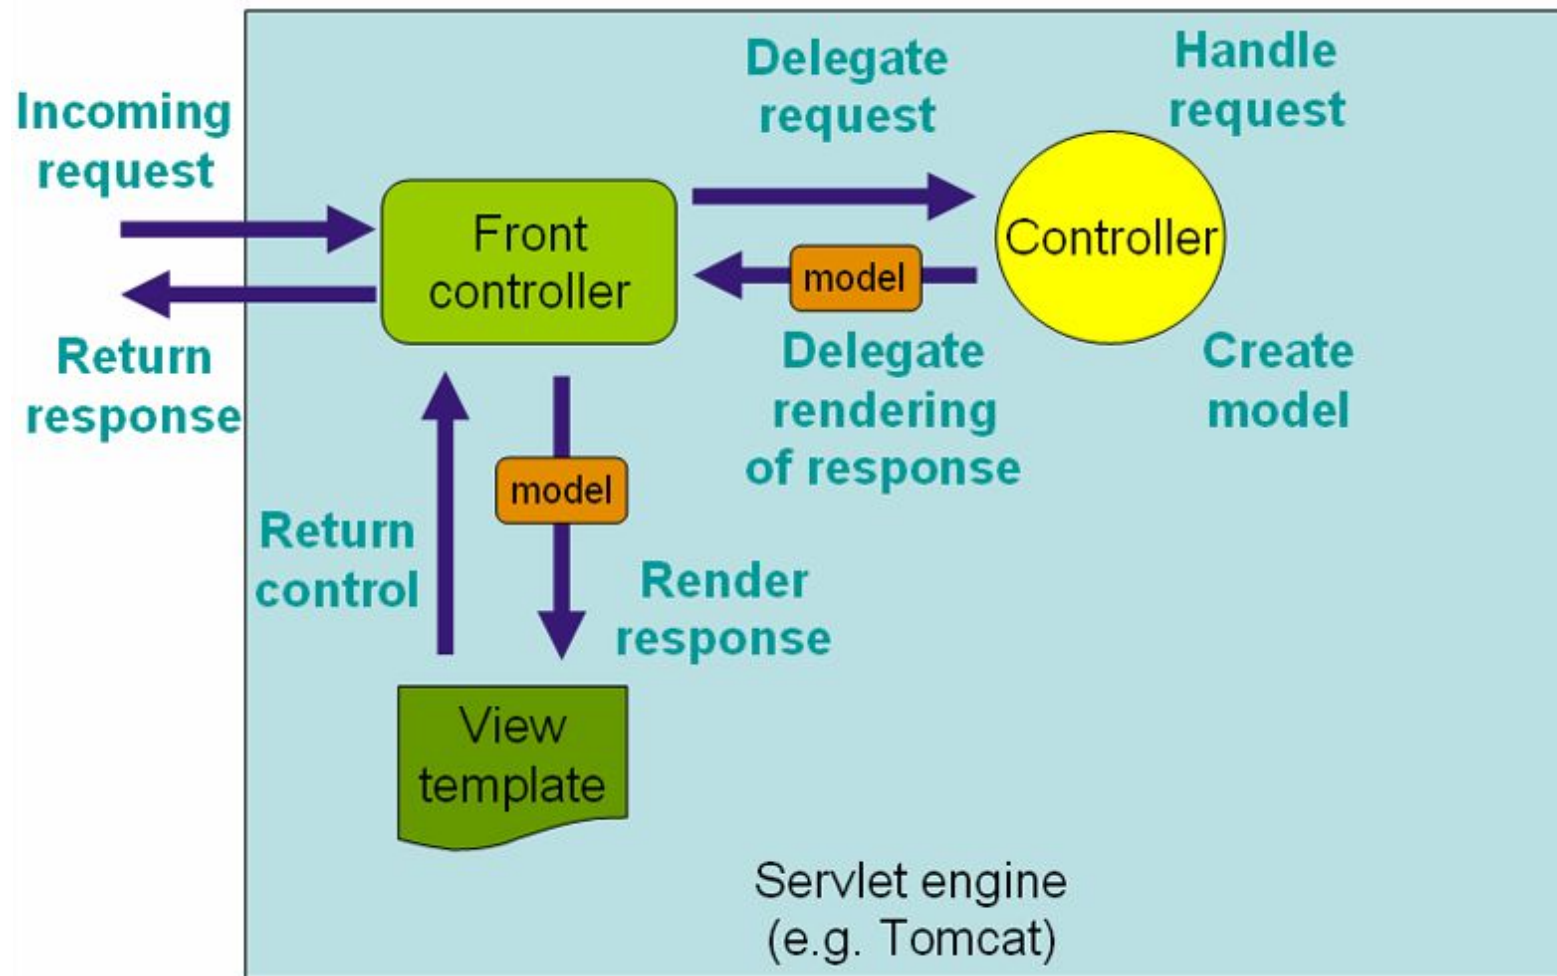 Incoming
request
Delegate
request
Handle
request
Front
controller
Controller
model
Return
response
Delegate
rendering
of response
Create
model
model
Return
control
Render
response
View
template
Servlet engine
(e.g. Tomcat)